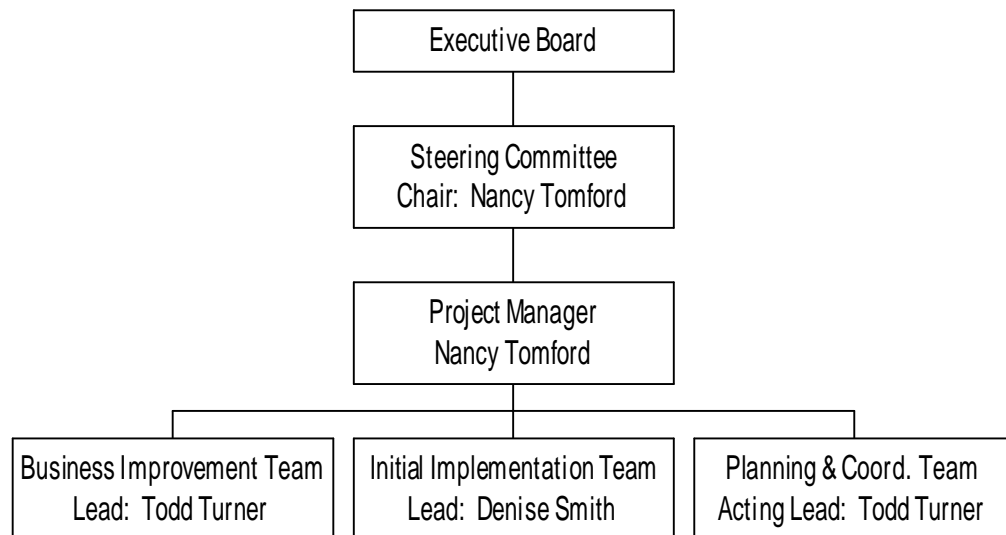 Executive Board
Steering Committee
Chair: Nancy Tomford
Project Manager
Nancy Tomford
Business Improvement Team
Lead: Todd Turner
Initial Implementation Team
Lead: Denise Smith
Planning & Coord. Team
Acting Lead: Todd Turner